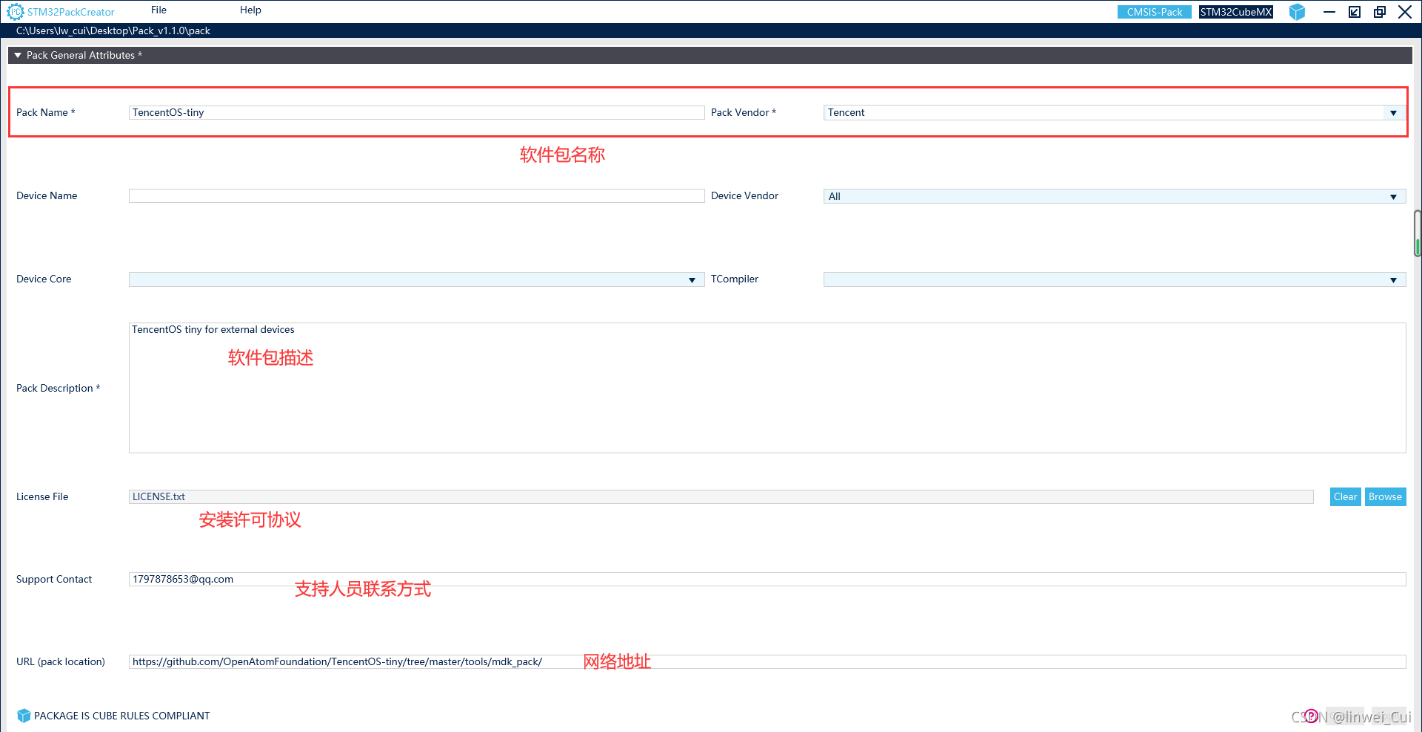 STM32PackCreator File Help CMSIS-Pack STM32CubeMX
C:\Users\lw_cui\Desktop\Pack_v1.1.0\pack
Pack General Attributes *
Pack Name * TencentOS-tiny Pack Vendor * Tencent
软件包名称
Device Name Device Vendor All
Device Core TCompiler
TencentOS tiny for external devices
软件包描述
Pack Description *
License File LICENSE.txt Clear Browse
安装许可协议
Support Contact 1797878653@qq.com
支持人员联系方式
URL (pack location) https://github.com/OpenAtomFoundation/TencentOS-tiny/tree/master/tools/mdk_pack/ 网络地址
PACKAGE IS CUBE RULES COMPLIANT CSDN @linwei_Cui